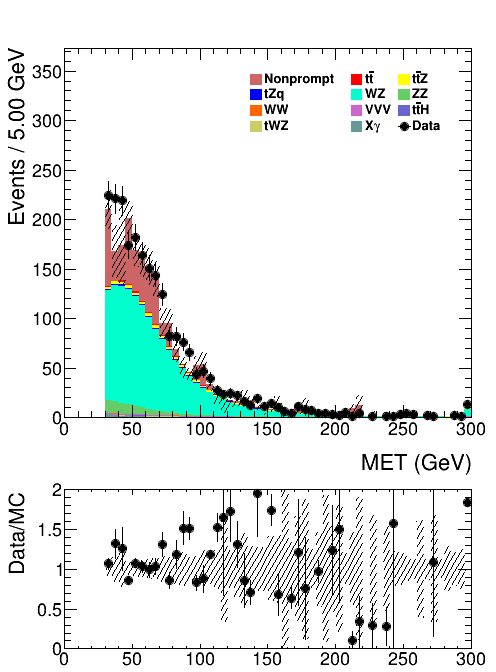 Events / 5.00 GeV
350
300
250
200
150
100
50
0
Nonprompt tt̄ tt̄Z
tZq WZ ZZ
WW VVV tt̄H
tWZ Xγ Data
0 50 100 150 200 250 300
MET (GeV)
Data/MC
2
1.5
1
0.5
0
0 50 100 150 200 250 300